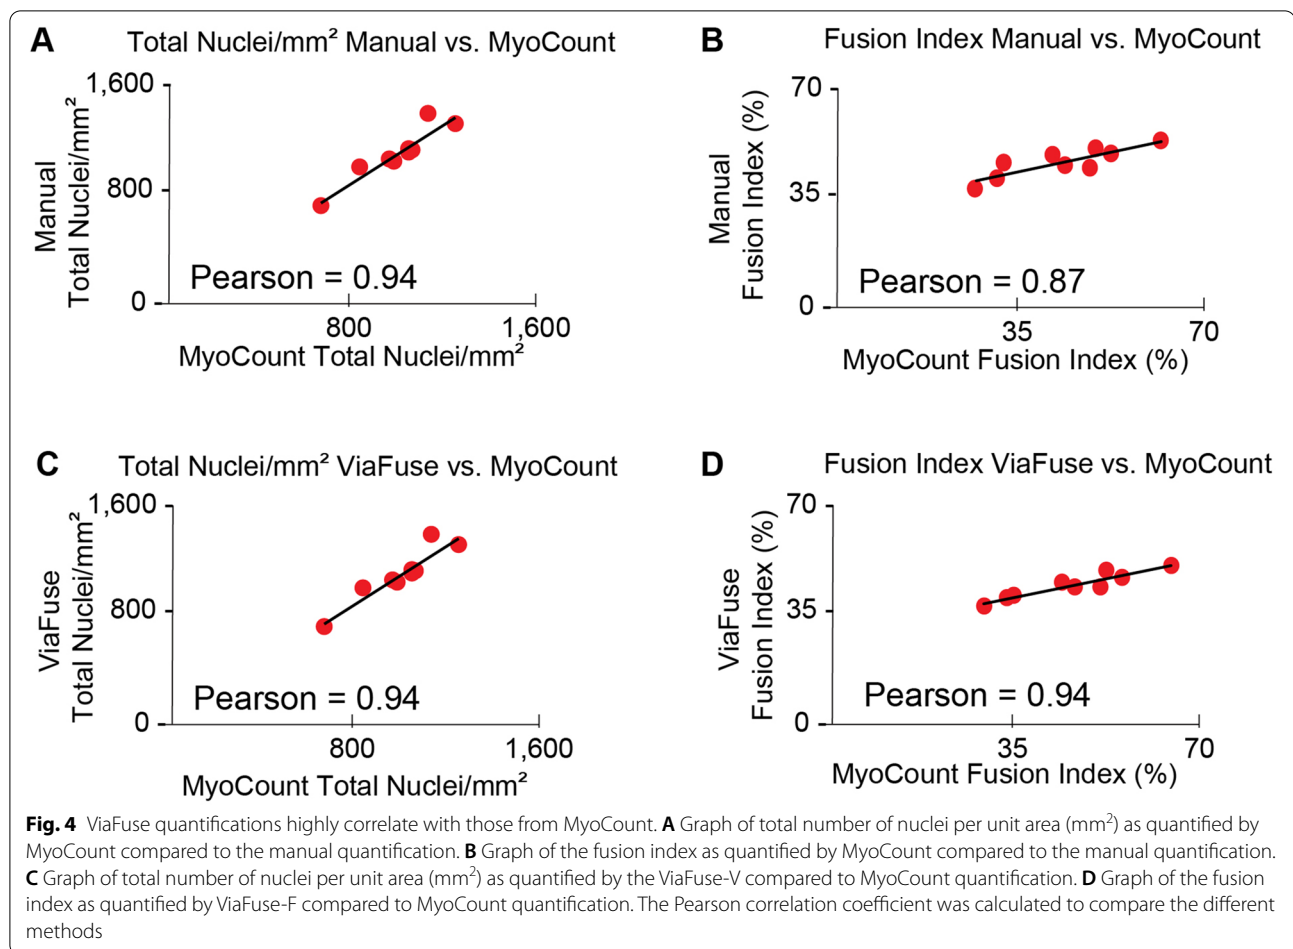 A Total Nuclei/mm² Manual vs. MyoCount
1,600
800
0
Manual
Total Nuclei/mm²
Pearson = 0.94
800 1,600
MyoCount Total Nuclei/mm²
B Fusion Index Manual vs. MyoCount
70
35
0
Manual
Fusion Index (%)
Pearson = 0.87
35 70
MyoCount Fusion Index (%)
C Total Nuclei/mm² ViaFuse vs. MyoCount
1,600
800
0
ViaFuse
Total Nuclei/mm²
Pearson = 0.94
800 1,600
MyoCount Total Nuclei/mm²
D Fusion Index ViaFuse vs. MyoCount
70
35
0
ViaFuse
Fusion Index (%)
Pearson = 0.94
35 70
MyoCount Fusion Index (%)
Fig. 4 ViaFuse quantifications highly correlate with those from MyoCount. A Graph of total number of nuclei per unit area (mm²) as quantified by
MyoCount compared to the manual quantification. B Graph of the fusion index as quantified by MyoCount compared to the manual quantification.
C Graph of total number of nuclei per unit area (mm²) as quantified by the ViaFuse-V compared to MyoCount quantification. D Graph of the fusion
index as quantified by ViaFuse-F compared to MyoCount quantification. The Pearson correlation coefficient was calculated to compare the different
methods